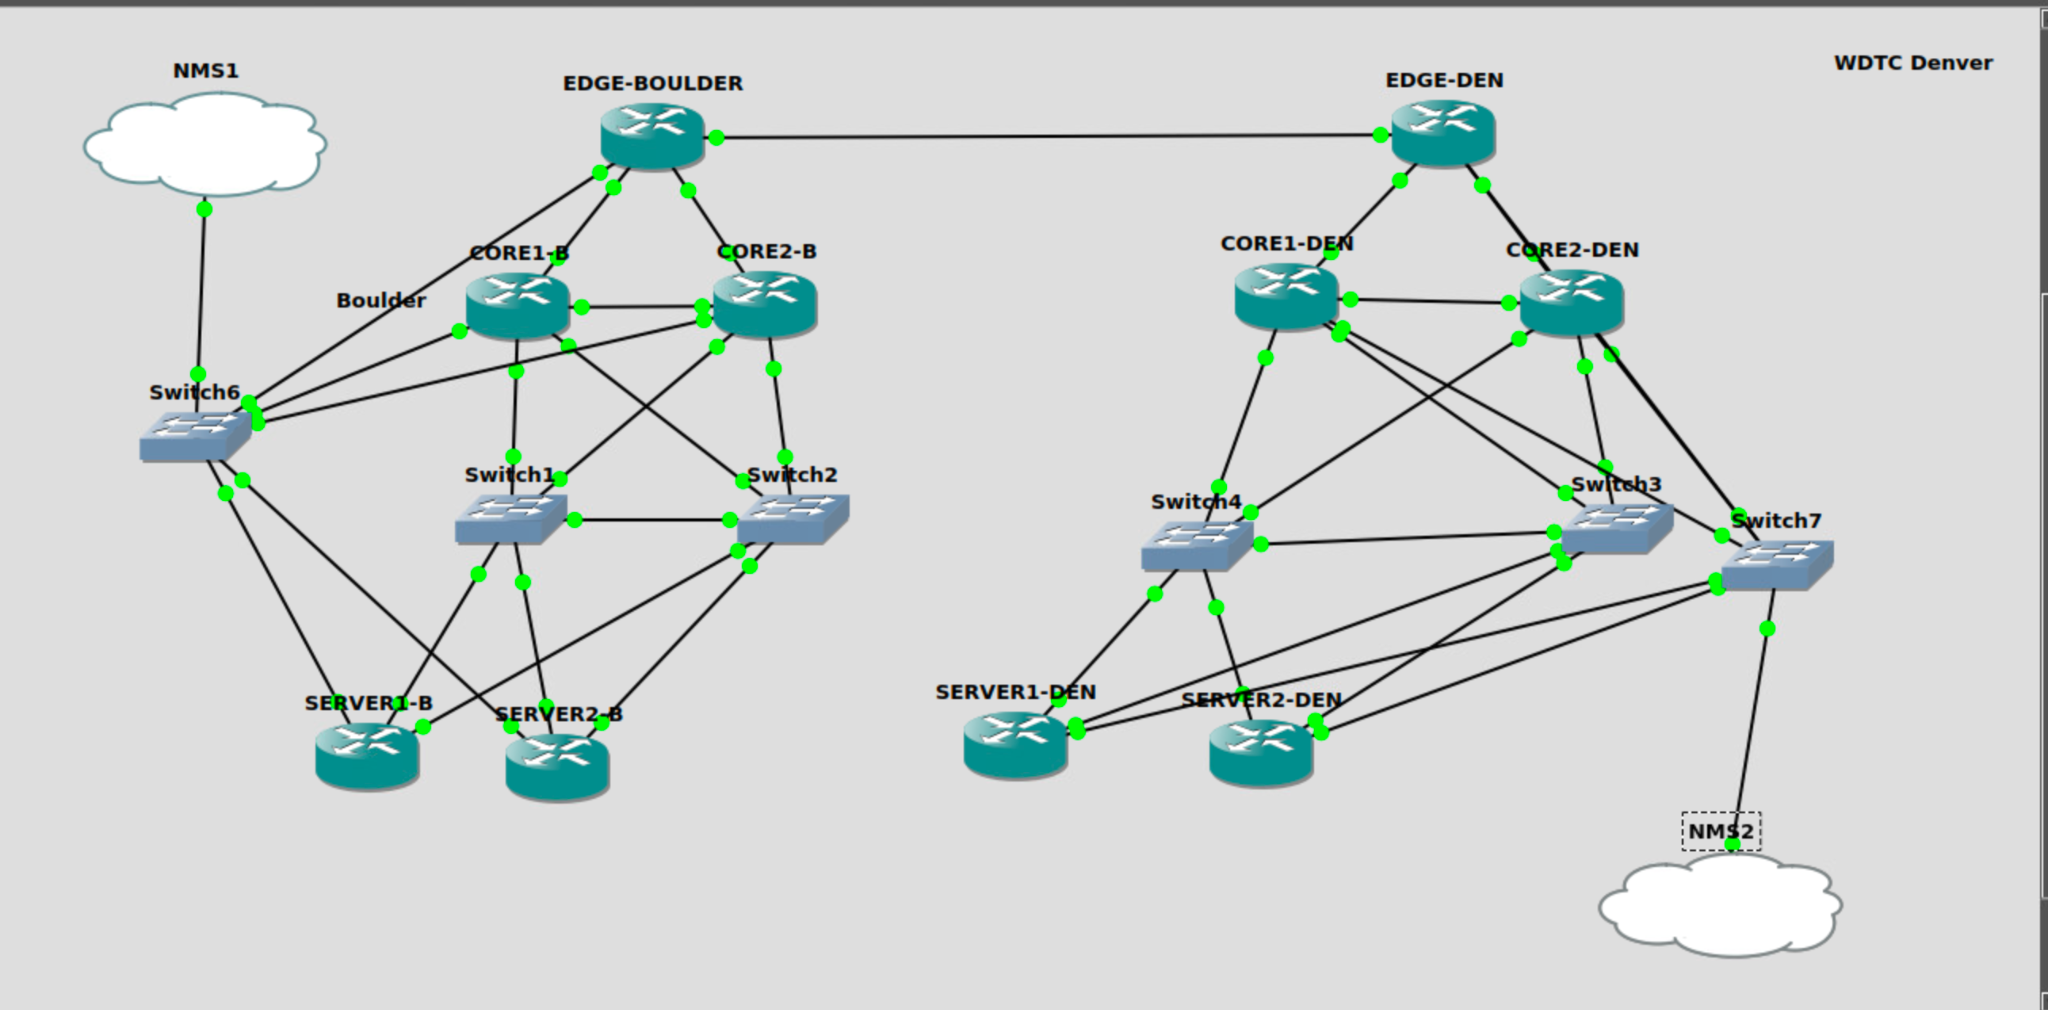 WDTC Denver
NMS1
EDGE-BOULDER
EDGE-DEN
CORE1-B
CORE2-B
CORE1-DEN
CORE2-DEN
Boulder
Switch6
Switch1
Switch2
Switch4
Switch3
Switch7
SERVER1-B
SERVER2-B
SERVER1-DEN
SERVER2-DEN
NMS2